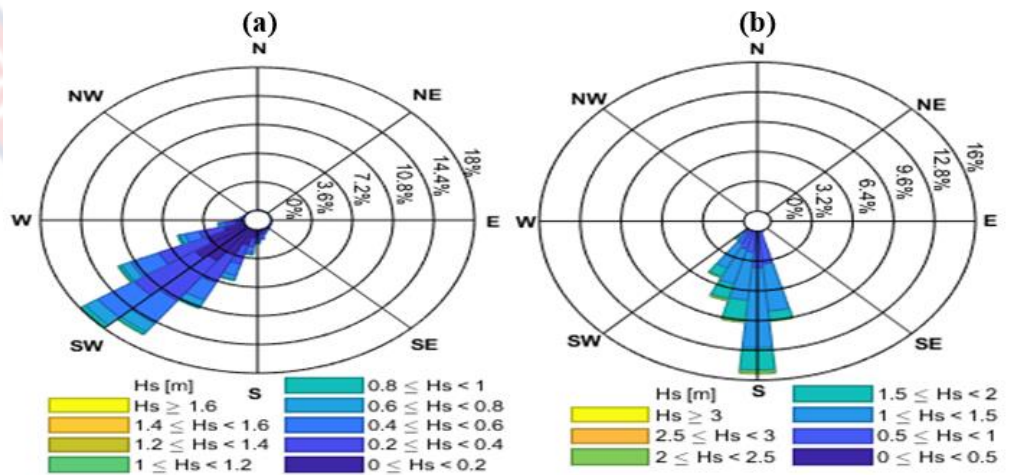 (a)
N
NW
NE
18%
14.4%
10.8%
7.2%
3.6%
0%
W
E
SW
SE
S
Hs [m]
Hs ≥ 1.6
1.4 ≤ Hs < 1.6
1.2 ≤ Hs < 1.4
1 ≤ Hs < 1.2
0.8 ≤ Hs < 1
0.6 ≤ Hs < 0.8
0.4 ≤ Hs < 0.6
0.2 ≤ Hs < 0.4
0 ≤ Hs < 0.2
(b)
N
NW
NE
16%
12.8%
9.6%
6.4%
3.2%
0%
W
E
SW
SE
S
Hs [m]
Hs ≥ 3
2.5 ≤ Hs < 3
2 ≤ Hs < 2.5
1.5 ≤ Hs < 2
1 ≤ Hs < 1.5
0.5 ≤ Hs < 1
0 ≤ Hs < 0.5